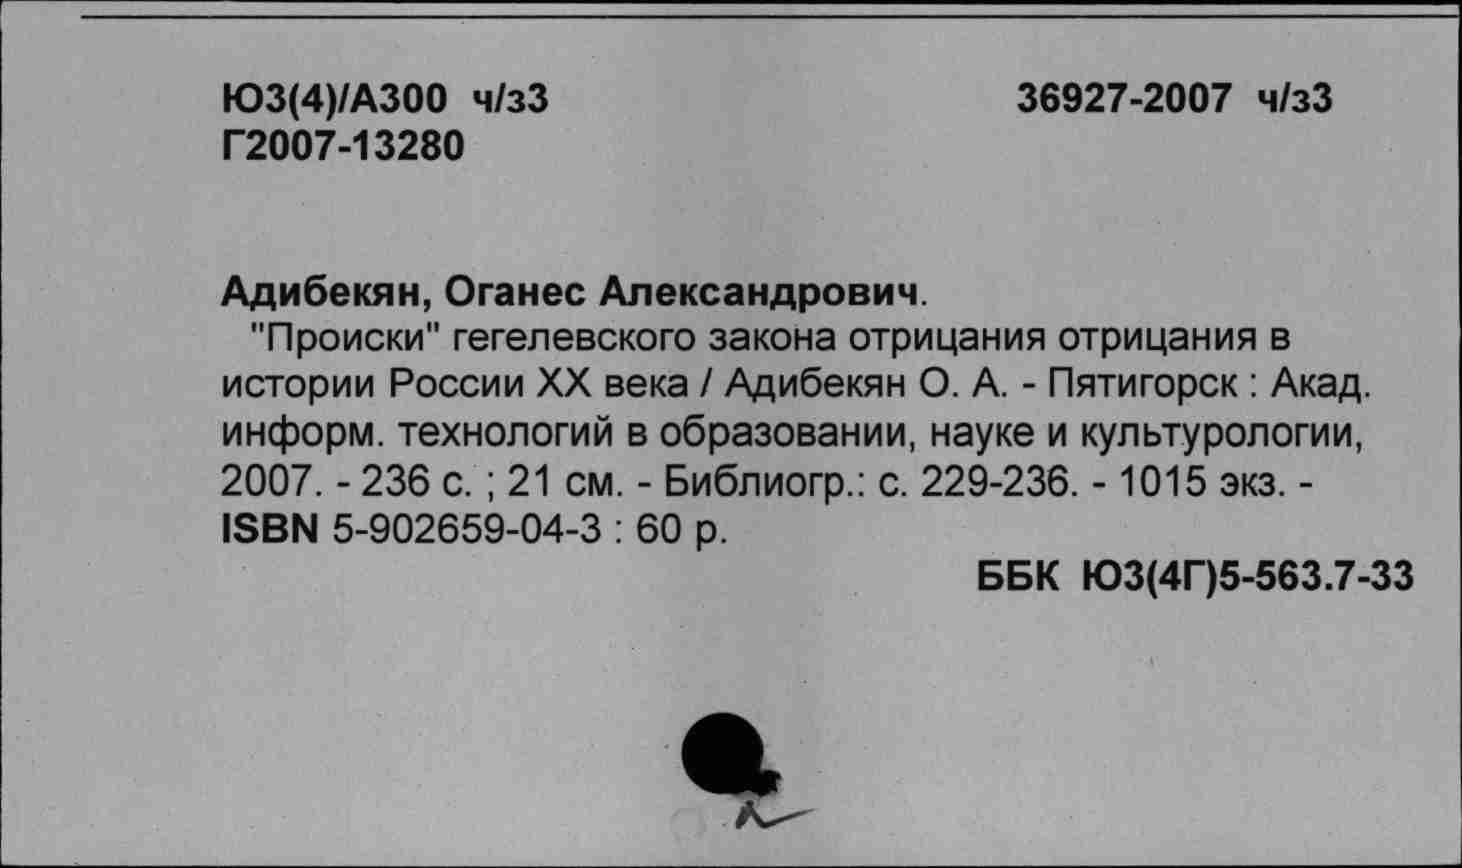 Ю3(4)/А300 ч/з3
36927-2007 ч/з3
Г2007-13280
Адибекян, Оганес Александрович.
"Происки" гегелевского закона отрицания отрицания в
истории России XX века / Адибекян О. А. - Пятигорск : Акад.
информ. технологий в образовании, науке и культурологии,
2007. - 236 с. ; 21 см. - Библиогр.: с. 229-236. - 1015 экз. -
ISBN 5-902659-04-3 : 60 р.
ББК Ю3(4Г)5-563.7-33